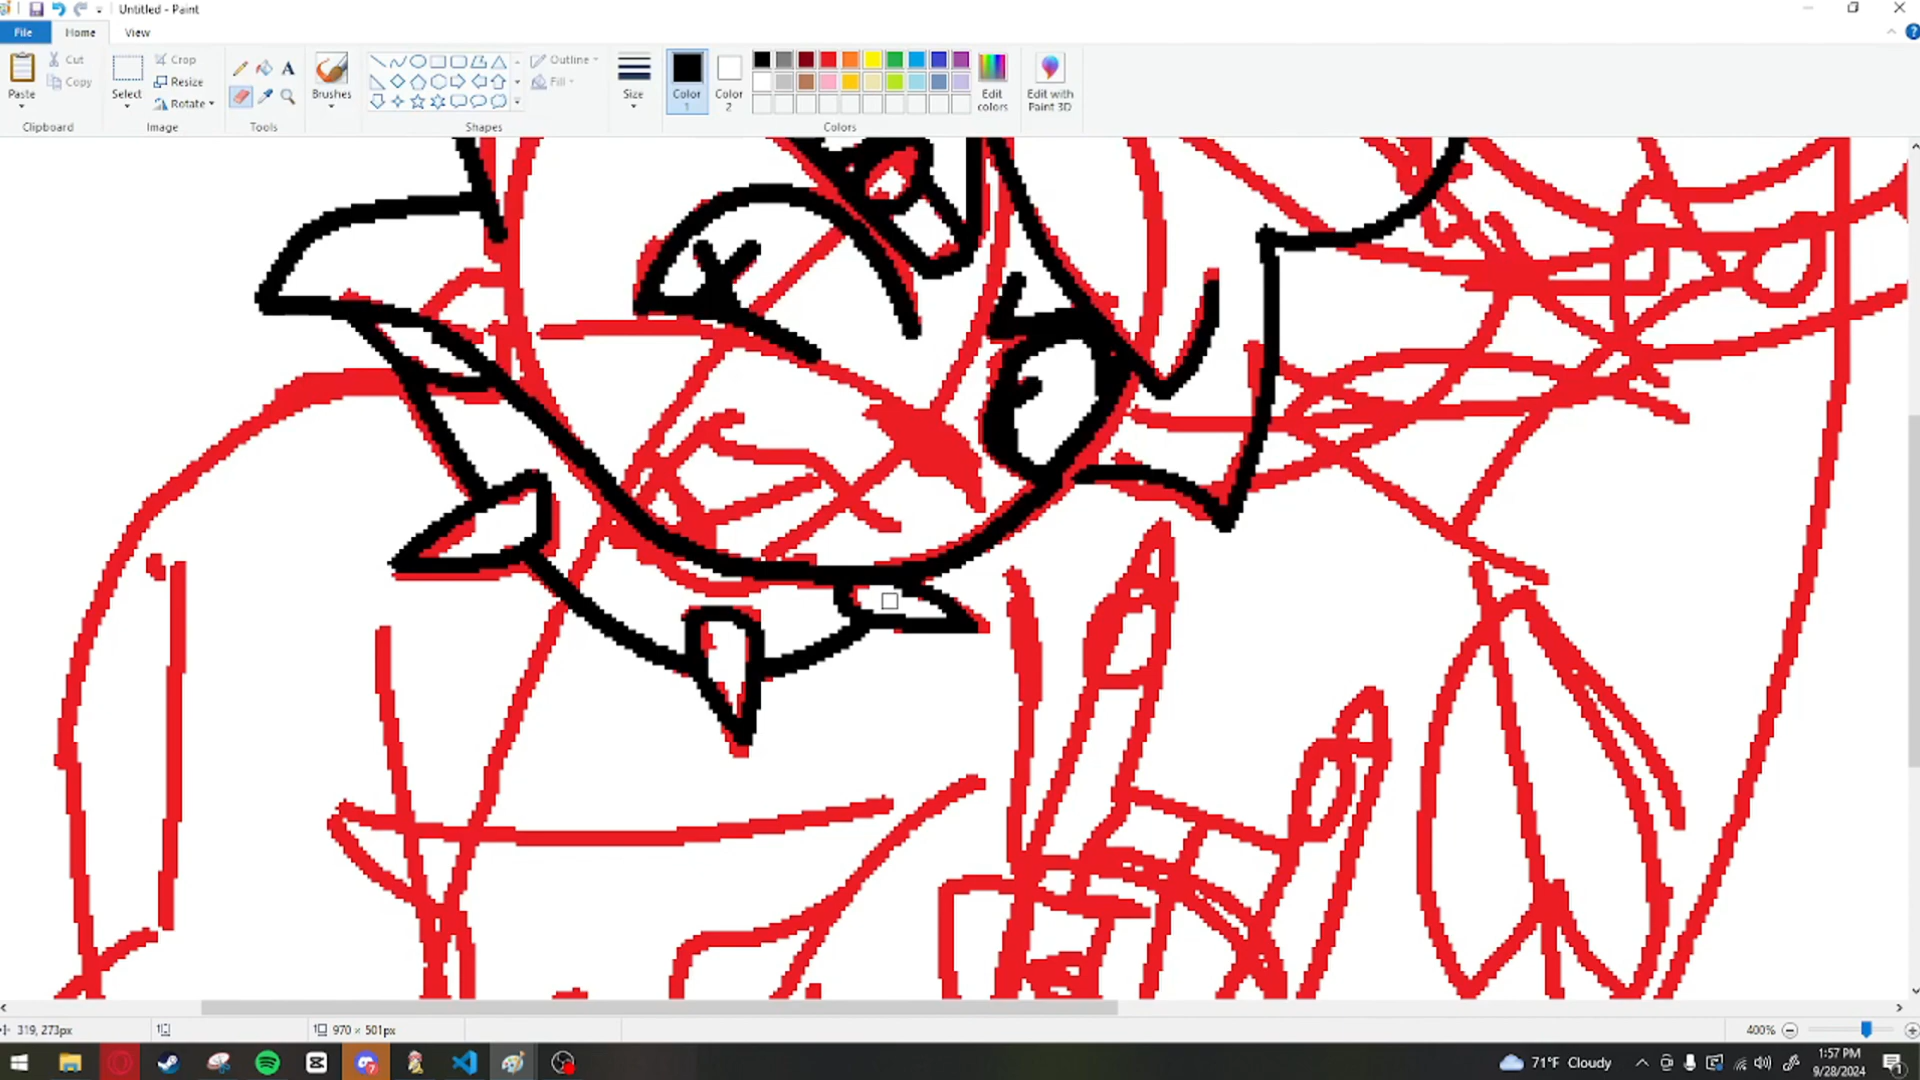 Untitled - Paint
File Home View
Paste
Cut
Copy
Clipboard
Select
Crop
Resize
Rotate
Image
A
Tools
Brushes
Outline
Fill
Shapes
Size
Color 1
Color 2
Edit colors
Colors
Edit with Paint 3D
319, 273px
970 × 501px
400%
71°F Cloudy
1:57 PM
9/28/2024